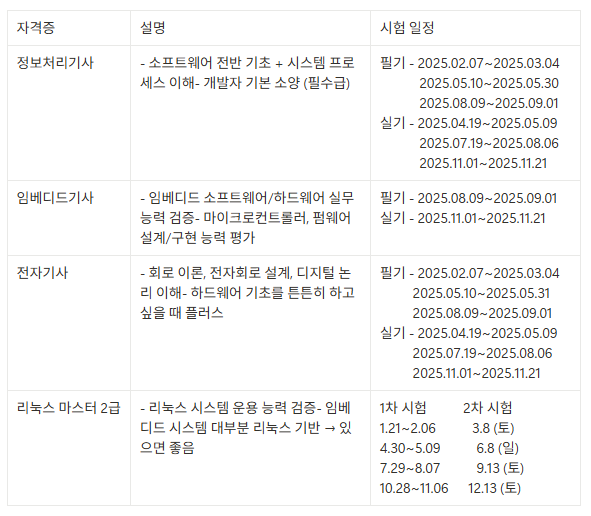 자격증 설명 시험 일정
정보처리기사
- 소프트웨어 전반 기초 + 시스템 프로
세스 이해- 개발자 기본 소양 (필수급)
필기 - 2025.02.07~2025.03.04
2025.05.10~2025.05.30
2025.08.09~2025.09.01
실기 - 2025.04.19~2025.05.09
2025.07.19~2025.08.06
2025.11.01~2025.11.21
임베디드기사
- 임베디드 소프트웨어/하드웨어 실무
능력 검증- 마이크로컨트롤러, 펌웨어
설계/구현 능력 평가
필기 - 2025.08.09~2025.09.01
실기 - 2025.11.01~2025.11.21
전자기사
- 회로 이론, 전자회로 설계, 디지털 논
리 이해- 하드웨어 기초를 튼튼히 하고
싶을 때 플러스
필기 - 2025.02.07~2025.03.04
2025.05.10~2025.05.31
2025.08.09~2025.09.01
실기 - 2025.04.19~2025.05.09
2025.07.19~2025.08.06
2025.11.01~2025.11.21
리눅스 마스터 2급
- 리눅스 시스템 운용 능력 검증- 임베
디드 시스템 대부분 리눅스 기반 → 있
으면 좋음
1차 시험 2차 시험
1.21~2.06 3.8 (토)
4.30~5.09 6.8 (일)
7.29~8.07 9.13 (토)
10.28~11.06 12.13 (토)